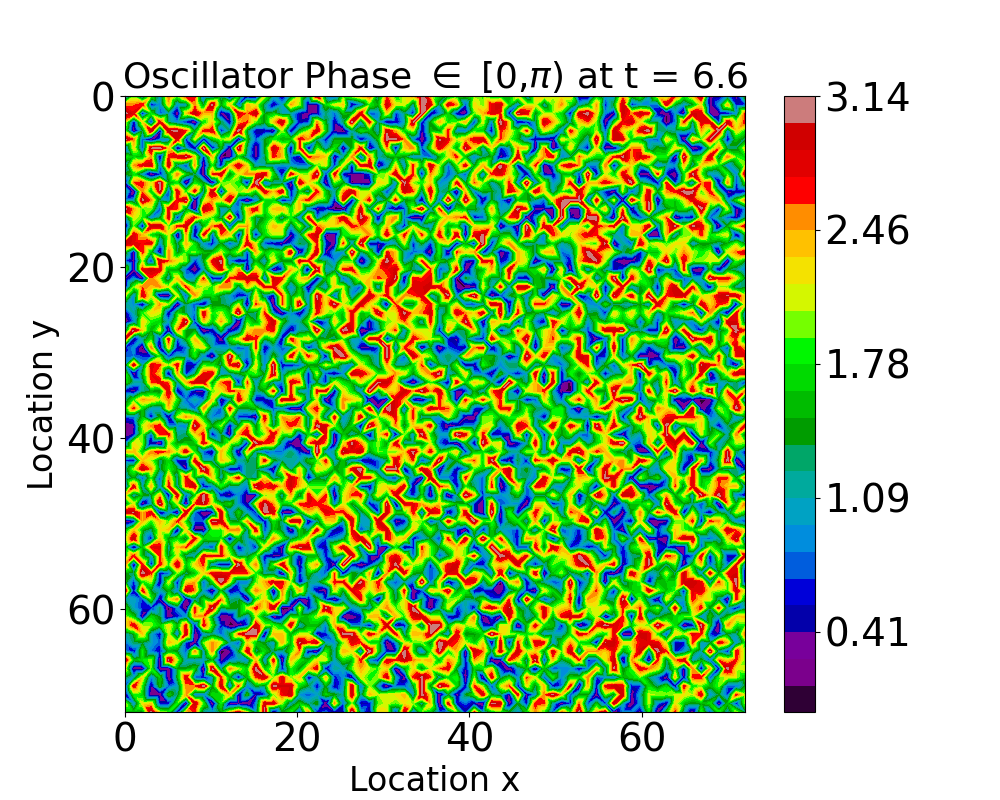 Oscillator Phase ∈ [0,π) at t = 6.6
0
20
40
60
Location y
0 20 40 60
Location x
3.14
2.46
1.78
1.09
0.41